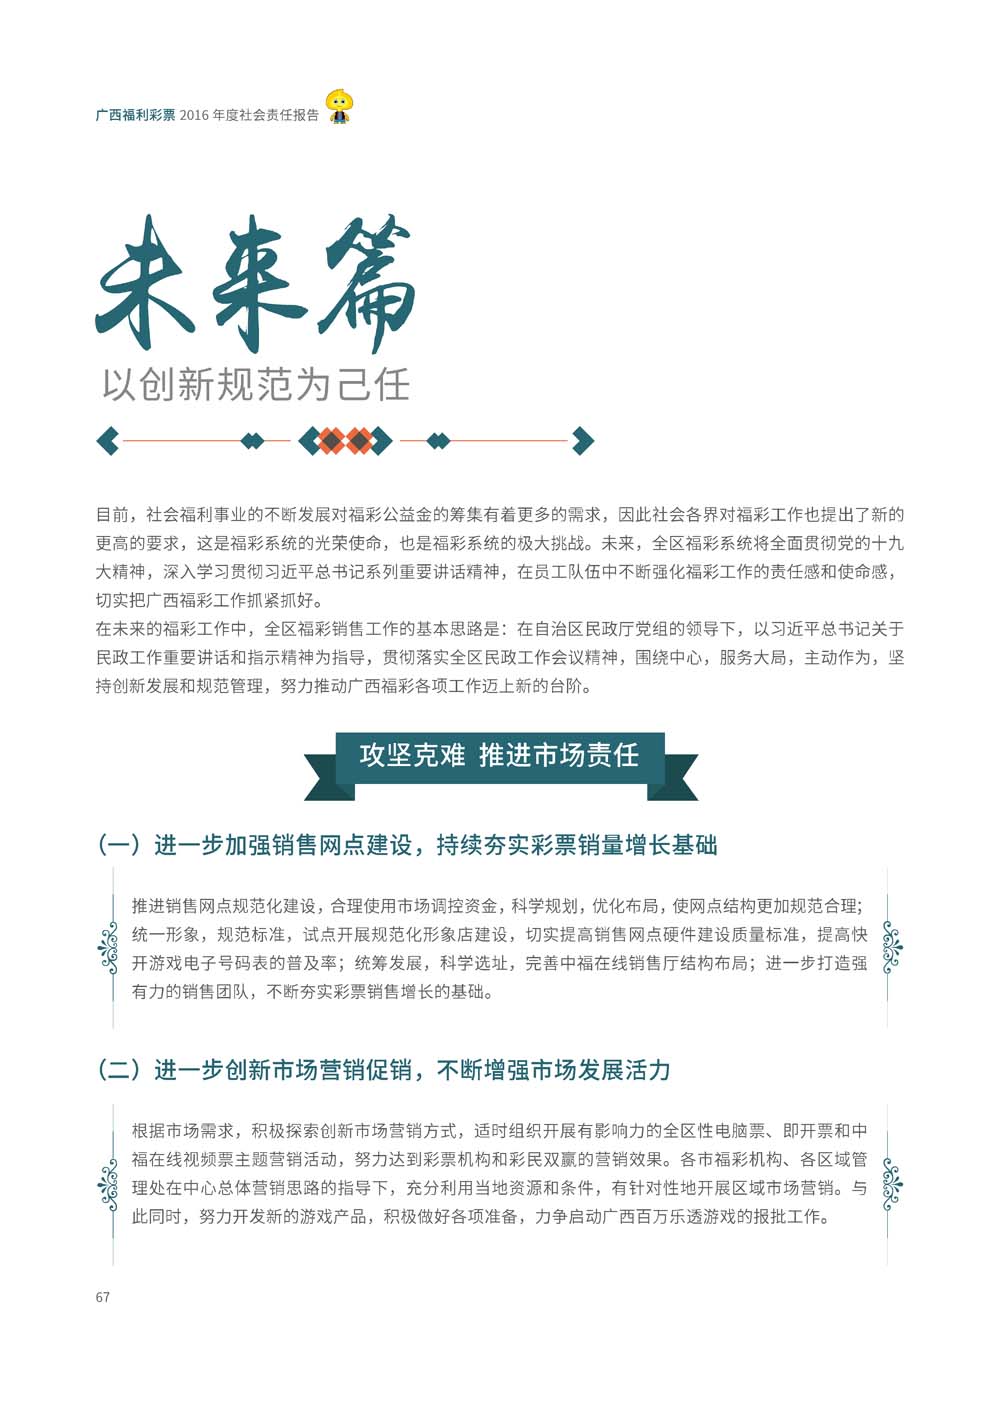 广西福利彩票 2016 年度社会责任报告
未来篇
以创新规范为己任
目前，社会福利事业的不断发展对福彩公益金的筹集有着更多的需求，因此社会各界对福彩工作也提出了新的
更高的要求，这是福彩系统的光荣使命，也是福彩系统的极大挑战。未来，全区福彩系统将全面贯彻党的十九
大精神，深入学习贯彻习近平总书记系列重要讲话精神，在员工队伍中不断强化福彩工作的责任感和使命感，
切实把广西福彩工作抓紧抓好。
在未来的福彩工作中，全区福彩销售工作的基本思路是：在自治区民政厅党组的领导下，以习近平总书记关于
民政工作重要讲话和指示精神为指导，贯彻落实全区民政工作会议精神，围绕中心，服务大局，主动作为，坚
持创新发展和规范管理，努力推动广西福彩各项工作迈上新的台阶。
攻坚克难 推进市场责任
（一）进一步加强销售网点建设，持续夯实彩票销量增长基础
推进销售网点规范化建设，合理使用市场调控资金，科学规划，优化布局，使网点结构更加规范合理；
统一形象，规范标准，试点开展规范化形象店建设，切实提高销售网点硬件建设质量标准，提高快
开游戏电子号码表的普及率；统筹发展，科学选址，完善中福在线销售厅结构布局；进一步打造强
有力的销售团队，不断夯实彩票销售增长的基础。
（二）进一步创新市场营销促销，不断增强市场发展活力
根据市场需求，积极探索创新市场营销方式，适时组织开展有影响力的全区性电脑票、即开票和中
福在线视频票主题营销活动，努力达到彩票机构和彩民双赢的营销效果。各市福彩机构、各区域管
理处在中心总体营销思路的指导下，充分利用当地资源和条件，有针对性地开展区域市场营销。与
此同时，努力开发新的游戏产品，积极做好各项准备，力争启动广西百万乐透游戏的报批工作。
67